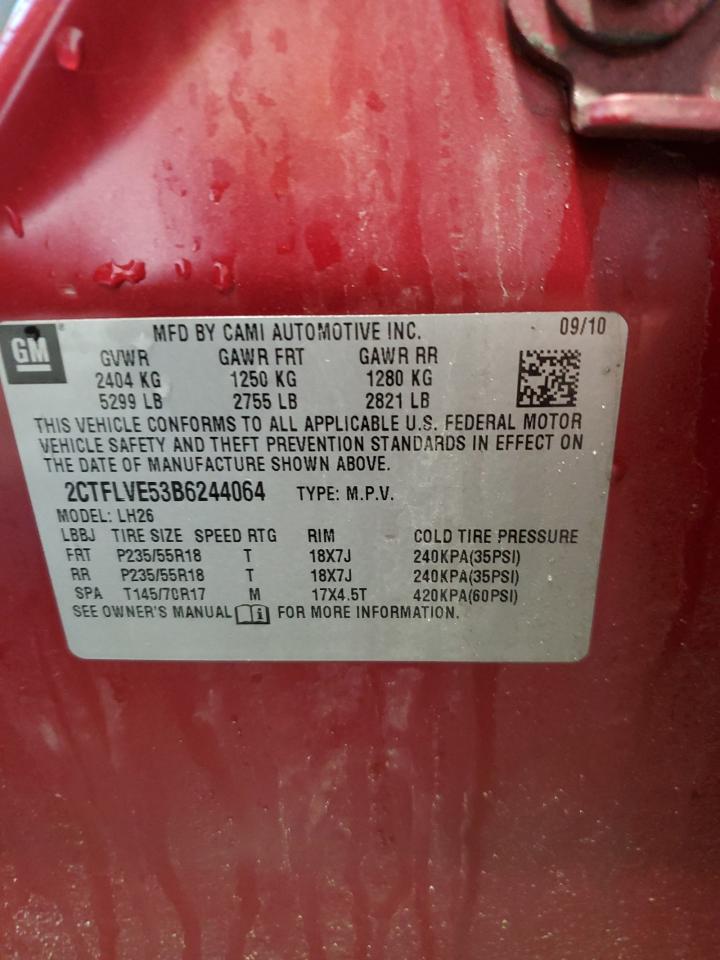 GM
MFD BY CAMI AUTOMOTIVE INC. 09/10
GVWR GAWR FRT GAWR RR
2404 KG 1250 KG 1280 KG
5299 LB 2755 LB 2821 LB
THIS VEHICLE CONFORMS TO ALL APPLICABLE U.S. FEDERAL MOTOR
VEHICLE SAFETY AND THEFT PREVENTION STANDARDS IN EFFECT ON
THE DATE OF MANUFACTURE SHOWN ABOVE.
2CTFLVE53B6244064 TYPE: M.P.V.
MODEL: LH26
LBBJ TIRE SIZE SPEED RTG RIM COLD TIRE PRESSURE
FRT P235/55R18 T 18X7J 240KPA(35PSI)
RR P235/55R18 T 18X7J 240KPA(35PSI)
SPA T145/70R17 M 17X4.5T 420KPA(60PSI)
SEE OWNER'S MANUAL FOR MORE INFORMATION.